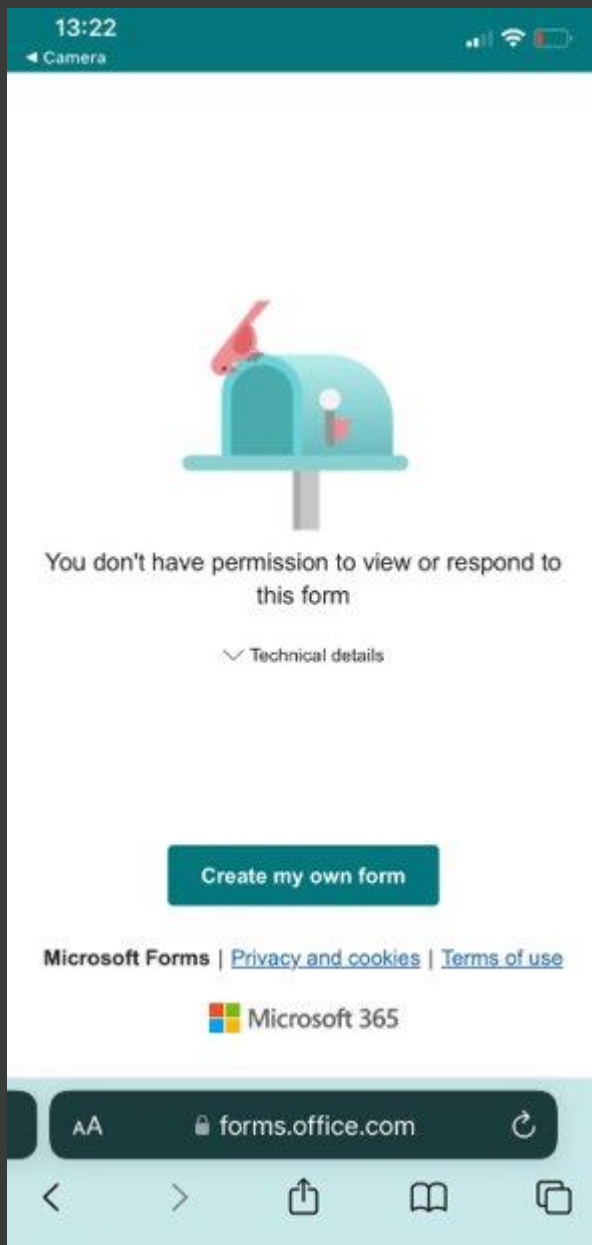 13:22
Camera
You don't have permission to view or respond to
this form
Technical details
Create my own form
Microsoft Forms | Privacy and cookies | Terms of use
Microsoft 365
AA forms.office.com